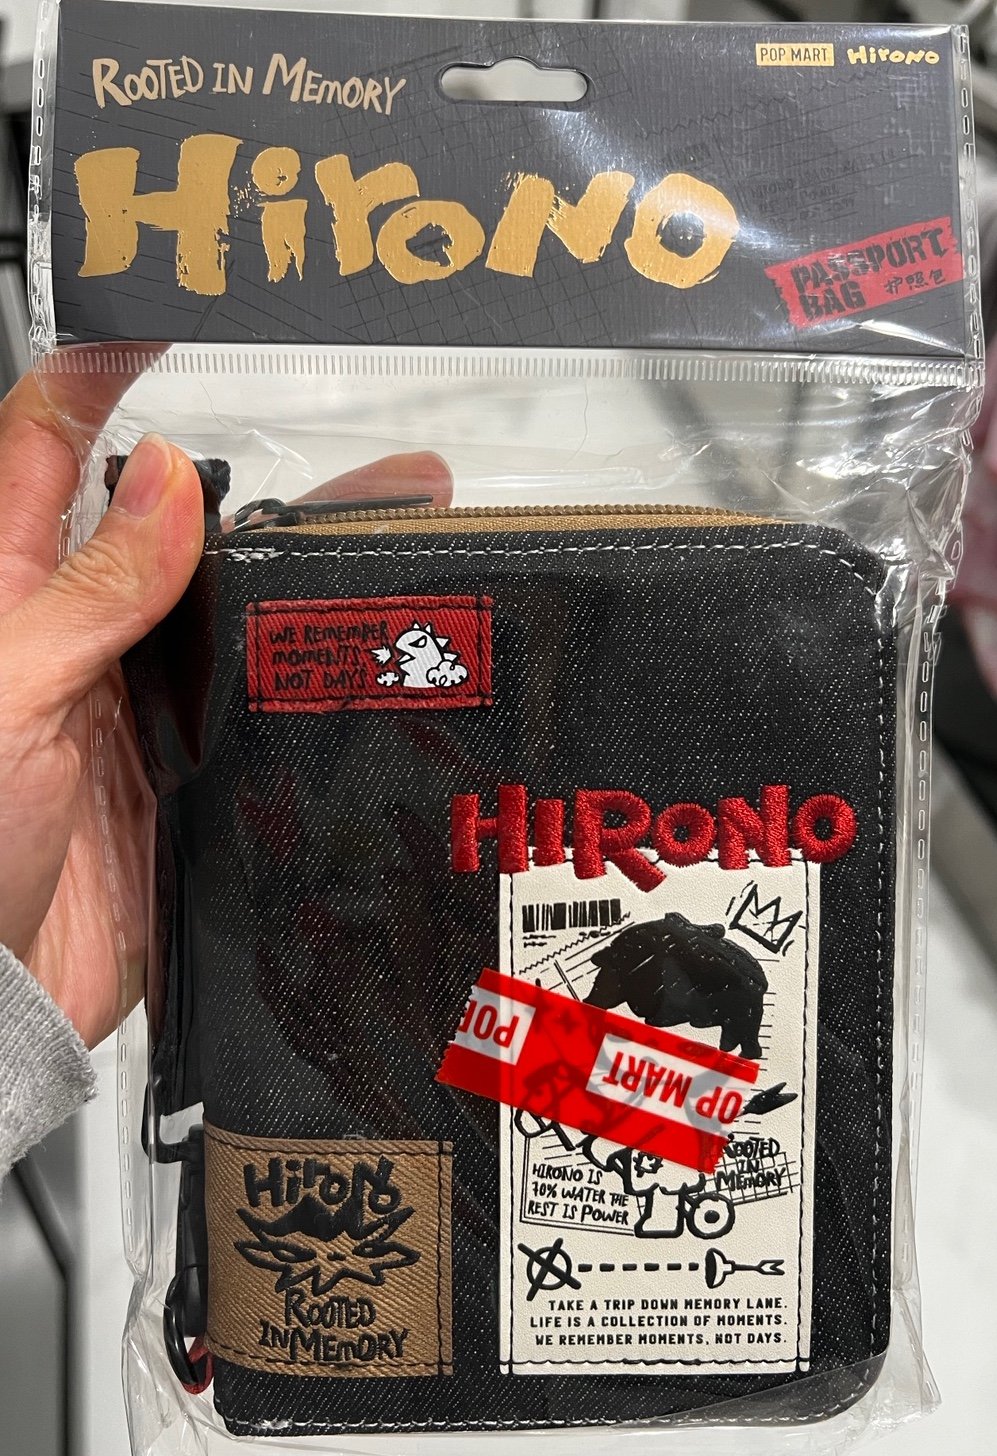 ROOTED IN MEMORY
POP MART HiroNO
HiroNO
PASSPORT
BAG 护照包
WE REMEMBER
MOMENTS,
NOT DAYS
HiRONO
POP
POP MART
ROOTED
IN
MEMORY
HIRONO IS
70% WATER THE
REST IS POWER
TAKE A TRIP DOWN MEMORY LANE.
LIFE IS A COLLECTION OF MOMENTS.
WE REMEMBER MOMENTS, NOT DAYS.
HiroNO
ROOTED
IN MEMORY